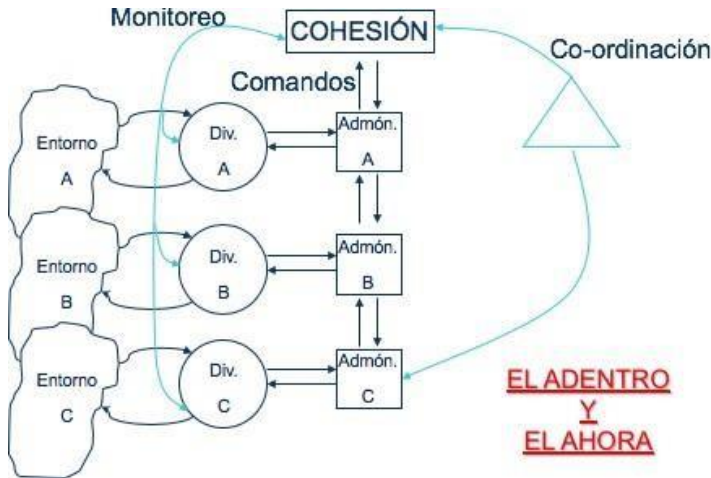 Monitoreo
COHESIÓN
Co-ordinación
Comandos
Entorno
A
Div.
A
Admón.
A
Entorno
B
Div.
B
Admón.
B
Entorno
C
Div.
C
Admón.
C
EL ADENTRO
Y
EL AHORA